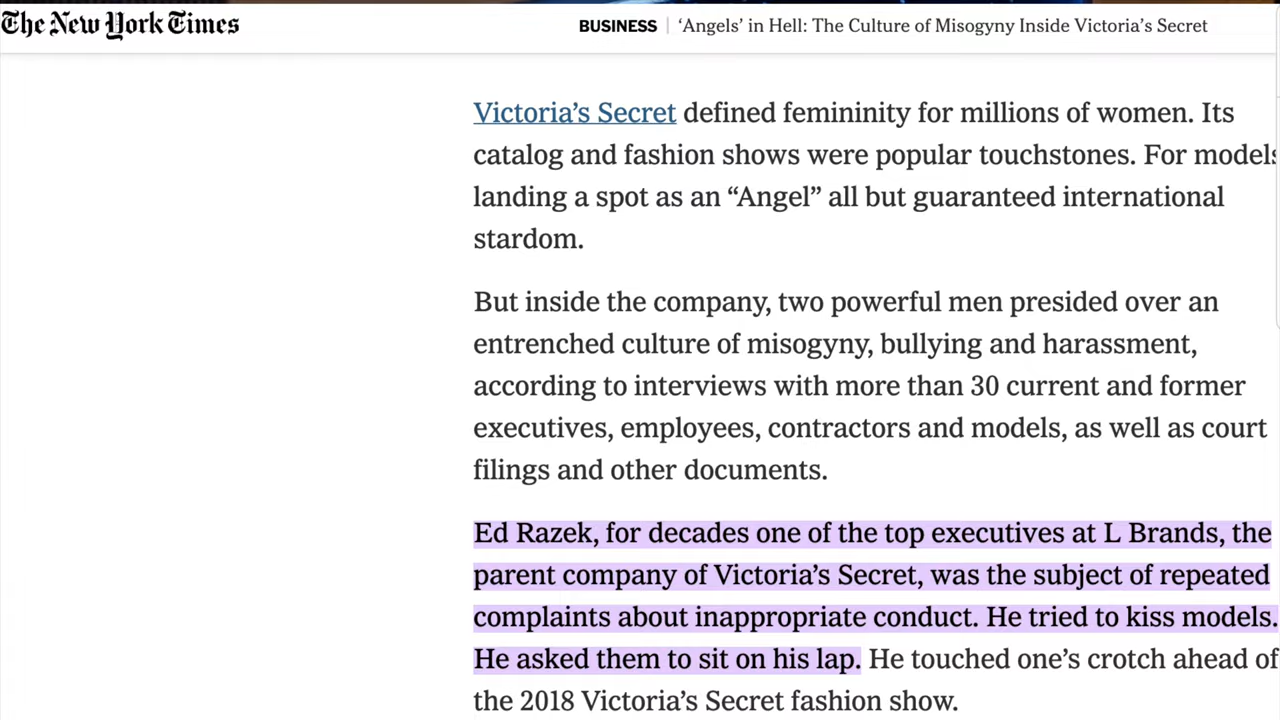 The New York Times
BUSINESS | ‘Angels’ in Hell: The Culture of Misogyny Inside Victoria’s Secret
Victoria’s Secret defined femininity for millions of women. Its
catalog and fashion shows were popular touchstones. For models
landing a spot as an “Angel” all but guaranteed international
stardom.
But inside the company, two powerful men presided over an
entrenched culture of misogyny, bullying and harassment,
according to interviews with more than 30 current and former
executives, employees, contractors and models, as well as court
filings and other documents.
Ed Razek, for decades one of the top executives at L Brands, the
parent company of Victoria’s Secret, was the subject of repeated
complaints about inappropriate conduct. He tried to kiss models.
He asked them to sit on his lap. He touched one’s crotch ahead of
the 2018 Victoria’s Secret fashion show.